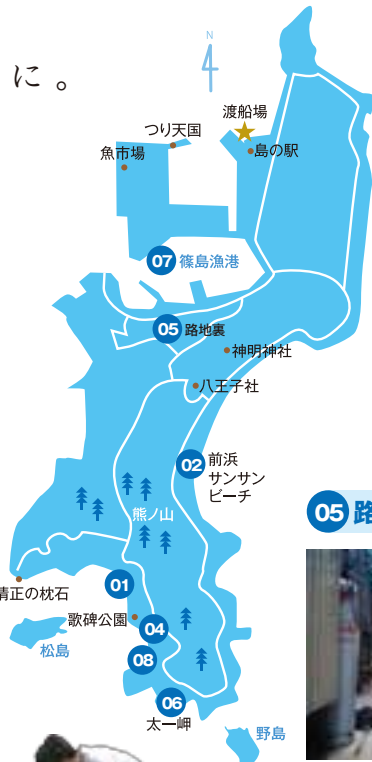 に。
N
渡船場
つり天国
島の駅
魚市場
07 篠島漁港
05 路地裏
神明神社
八王子社
02 前浜
サンサン
ビーチ
熊ノ山
05 路
01
清正の枕石
歌碑公園
04
松島
08
06
太一岬
野島